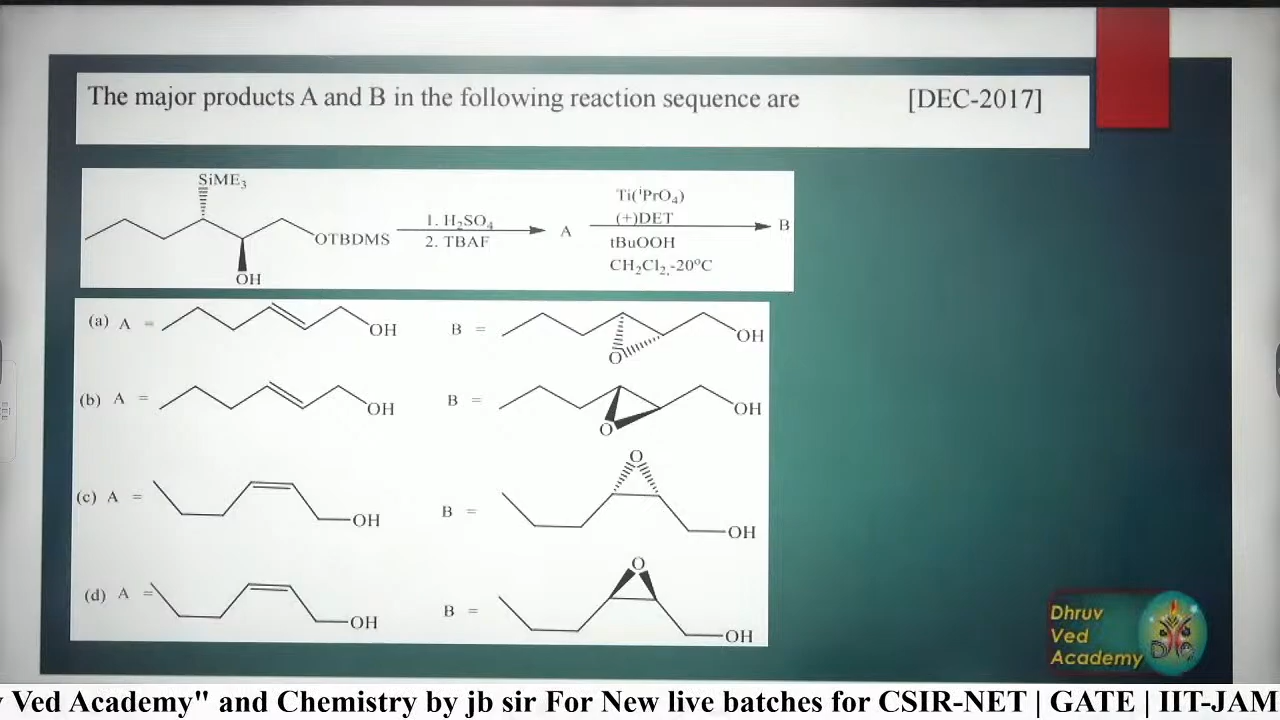 The major products A and B in the following reaction sequence are [DEC-2017]
SiME₃
OTBDMS
OH
1. H₂SO₄
2. TBAF
A
Ti(ⁱPrO₄)
(+)DET
tBuOOH
CH₂Cl₂,-20°C
B
(a) A = OH B = O OH
(b) A = OH B = O OH
(c) A = OH B = O OH
(d) A = OH B = O OH
Dhruv
Ved
Academy
Ved Academy" and Chemistry by jb sir For New live batches for CSIR-NET | GATE | IIT-JAM